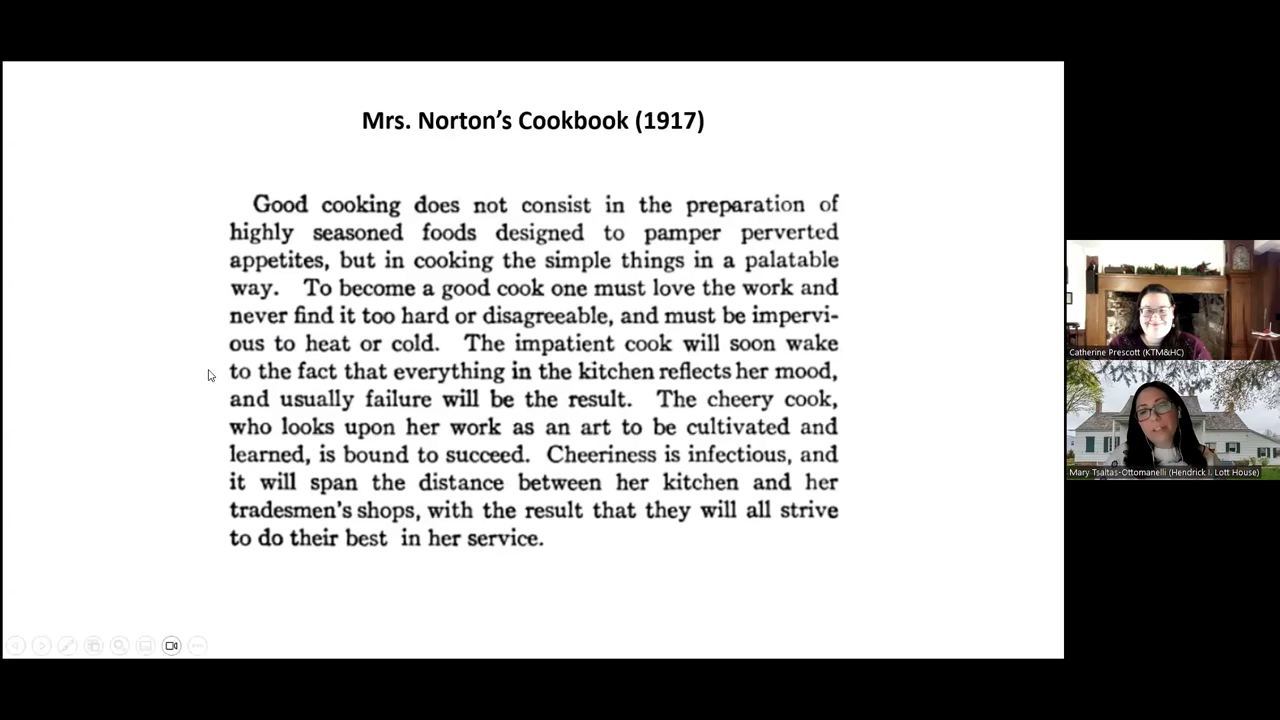 Mrs. Norton’s Cookbook (1917)
Good cooking does not consist in the preparation of
highly seasoned foods designed to pamper perverted
appetites, but in cooking the simple things in a palatable
way. To become a good cook one must love the work and
never find it too hard or disagreeable, and must be impervi-
ous to heat or cold. The impatient cook will soon wake
to the fact that everything in the kitchen reflects her mood,
and usually failure will be the result. The cheery cook,
who looks upon her work as an art to be cultivated and
learned, is bound to succeed. Cheeriness is infectious, and
it will span the distance between her kitchen and her
tradesmen's shops, with the result that they will all strive
to do their best in her service.
Catherine Prescott (KTM&HC)
Mary Tsaltas-Ottomanelli (Hendrick I. Lott House)